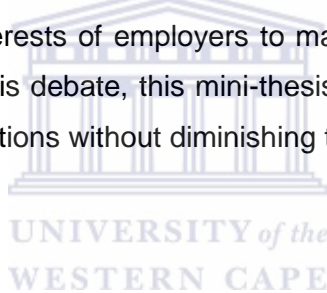 erests of employers to ma
is debate, this mini-thesis
tions without diminishing t
UNIVERSITY of the
WESTERN CAPE